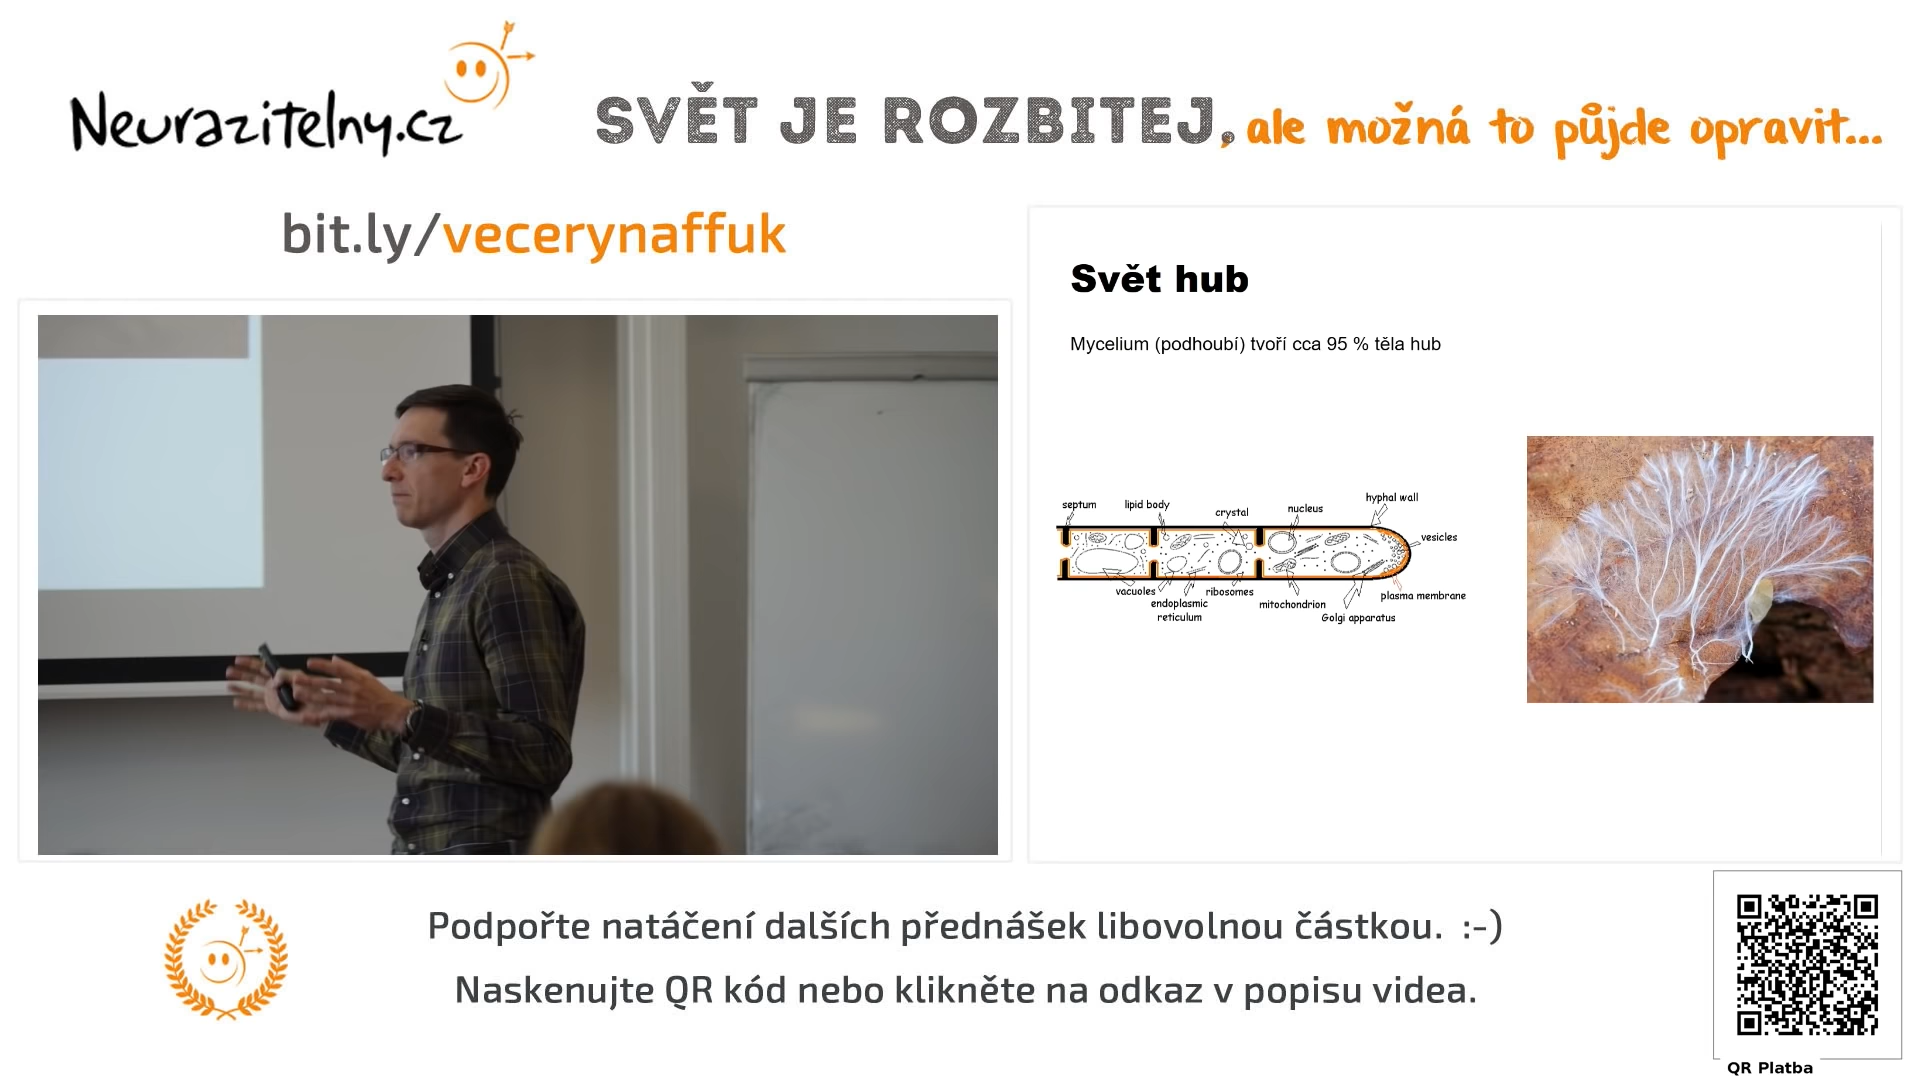 Neurazitelny.cz
SVĚT JE ROZBITEJ, ale možná to půjde opravit...
bit.ly/vecerynaffuk
Svět hub
Mycelium (podhoubí) tvoří cca 95 % těla hub
septum
lipid body
crystal
nucleus
hyphal wall
vesicles
vacuoles
endoplasmic
reticulum
ribosomes
mitochondrion
Golgi apparatus
plasma membrane
Podpořte natáčení dalších přednášek libovolnou částkou. :-)
Naskenujte QR kód nebo klikněte na odkaz v popisu videa.
QR Platba